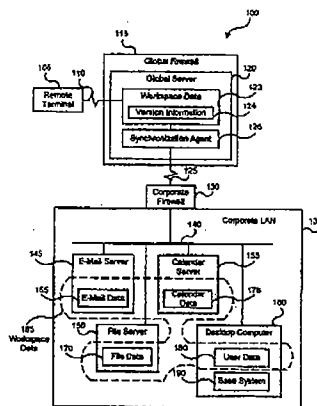 100
115
Global Firewall
120
Global Server
105
110
123
Remote Terminal
Workspace Data
124
Version Information
126
Synchronization Agent
125
130
Corporate Firewall
Corporate LAN
140
145
E-Mail Server
155
Calendar Server
165
E-Mail Data
Calendar Data
175
185
Workspace Data
150
File Server
160
Desktop Computer
170
File Data
180
User Data
190
Base System